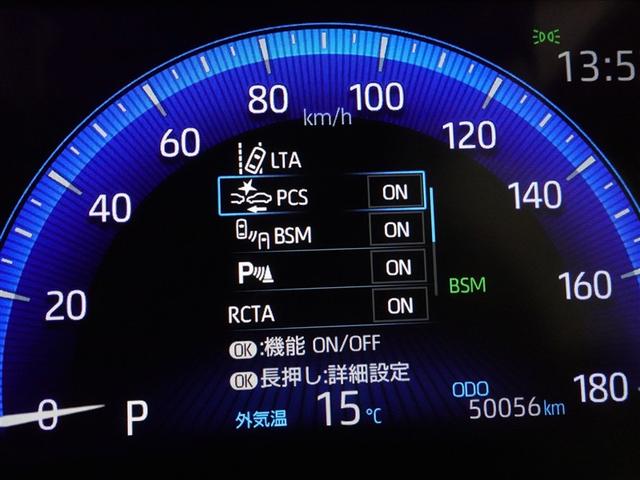 13:5
km/h
0
20
40
60
80
100
120
140
160
180
LTA
PCS ON
BSM ON
P ON
RCTA ON
OK:機能 ON/OFF
OK長押し:詳細設定
BSM
P
外気温 15℃
ODO
50056km